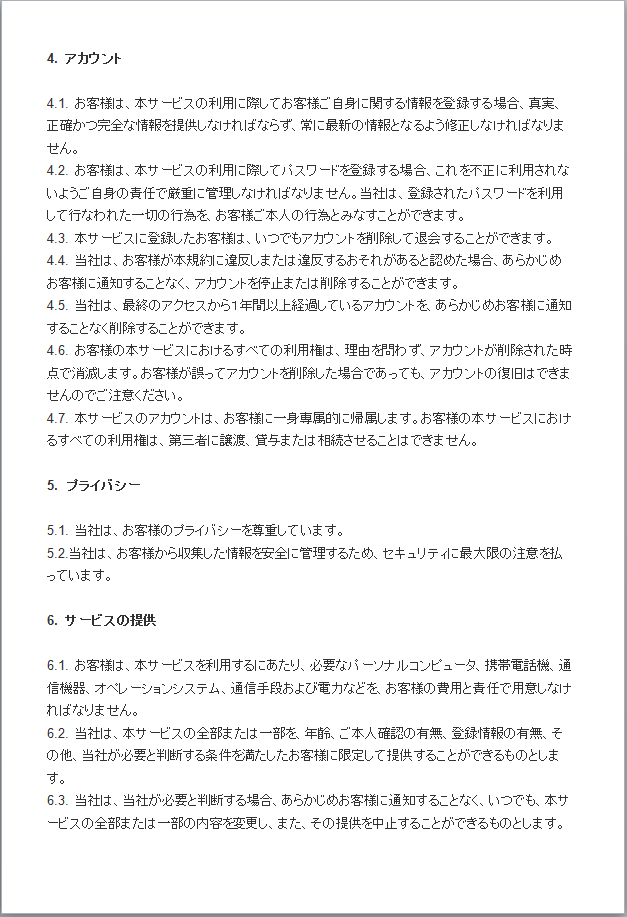 4. アカウント
4.1. お客様は、本サービスの利用に際してお客様ご自身に関する情報を登録する場合、真実、
正確かつ完全な情報を提供しなければならず、常に最新の情報となるよう修正しなければなりま
せん。
4.2. お客様は、本サービスの利用に際してパスワードを登録する場合、これを不正に利用されな
いようご自身の責任で厳重に管理しなければなりません。当社は、登録されたパスワードを利用
して行なわれた一切の行為を、お客様ご本人の行為とみなすことができます。
4.3. 本サービスに登録したお客様は、いつでもアカウントを削除して退会することができます。
4.4. 当社は、お客様が本規約に違反しまたは違反するおそれがあると認めた場合、あらかじめ
お客様に通知することなく、アカウントを停止または削除することができます。
4.5. 当社は、最終のアクセスから1年間以上経過しているアカウントを、あらかじめお客様に通知
することなく削除することができます。
4.6. お客様の本サービスにおけるすべての利用権は、理由を問わず、アカウントが削除された時
点で消滅します。お客様が誤ってアカウントを削除した場合であっても、アカウントの復旧はできま
せんのでご注意ください。
4.7. 本サービスのアカウントは、お客様に一身専属的に帰属します。お客様の本サービスにおけ
るすべての利用権は、第三者に譲渡、貸与または相続させることはできません。
5. プライバシー
5.1. 当社は、お客様のプライバシーを尊重しています。
5.2.当社は、お客様から収集した情報を安全に管理するため、セキュリティに最大限の注意を払
っています。
6. サービスの提供
6.1. お客様は、本サービスを利用するにあたり、必要なパーソナルコンピュータ、携帯電話機、通
信機器、オペレーションシステム、通信手段および電力などを、お客様の費用と責任で用意しなけ
ればなりません。
6.2. 当社は、本サービスの全部または一部を、年齢、ご本人確認の有無、登録情報の有無、そ
の他、当社が必要と判断する条件を満たしたお客様に限定して提供することができるものとしま
す。
6.3. 当社は、当社が必要と判断する場合、あらかじめお客様に通知することなく、いつでも、本サ
ービスの全部または一部の内容を変更し、また、その提供を中止することができるものとします。